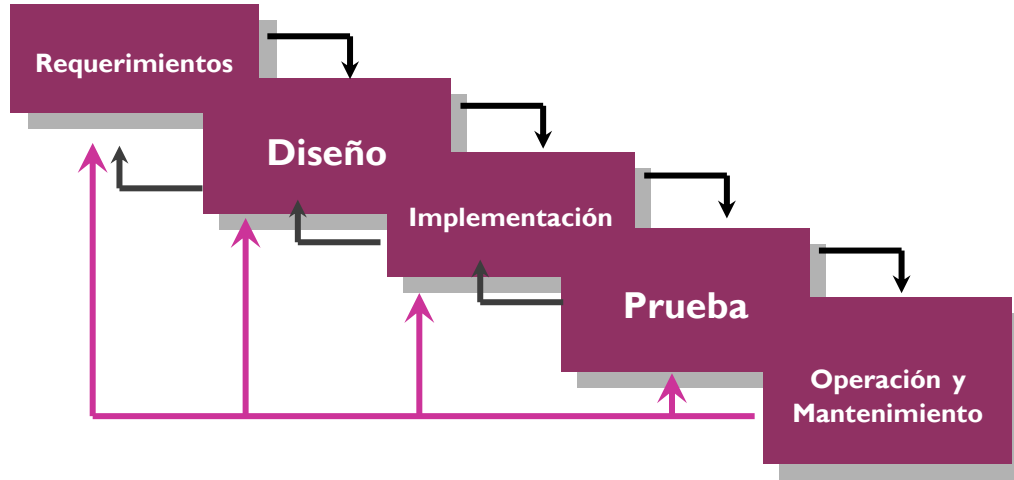 Requerimientos
Diseño
Implementación
Prueba
Operación y
Mantenimiento